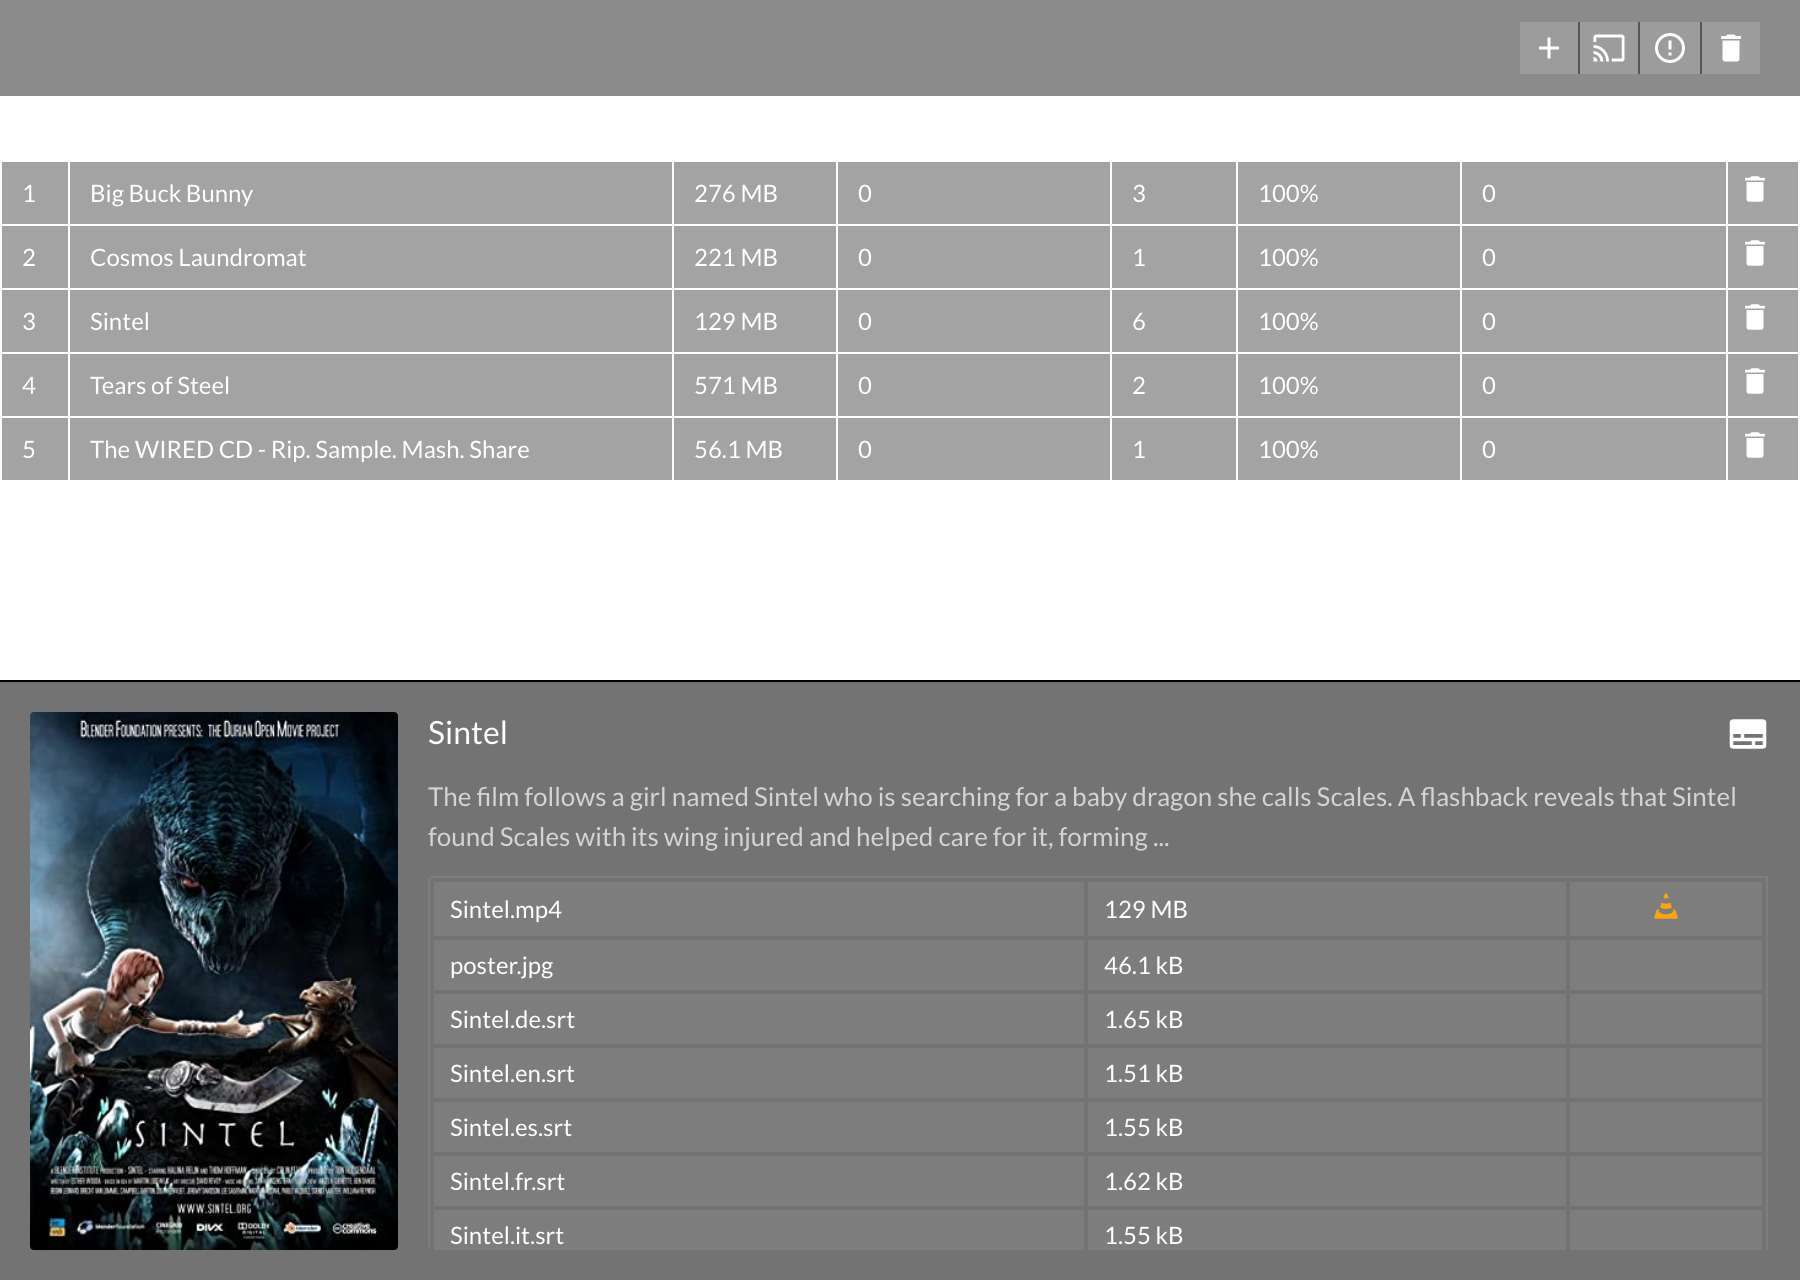 1 Big Buck Bunny 276 MB 0 3 100% 0
2 Cosmos Laundromat 221 MB 0 1 100% 0
3 Sintel 129 MB 0 6 100% 0
4 Tears of Steel 571 MB 0 2 100% 0
5 The WIRED CD - Rip. Sample. Mash. Share 56.1 MB 0 1 100% 0
BLENDER FOUNDATION PRESENTS: THE DURIAN OPEN MOVIE PROJECT
SINTEL
WWW.SINTEL.ORG
blenderfoundation DIVX DOLBY DIGITAL creative commons
Sintel
The film follows a girl named Sintel who is searching for a baby dragon she calls Scales. A flashback reveals that Sintel
found Scales with its wing injured and helped care for it, forming ...
Sintel.mp4 129 MB
poster.jpg 46.1 kB
Sintel.de.srt 1.65 kB
Sintel.en.srt 1.51 kB
Sintel.es.srt 1.55 kB
Sintel.fr.srt 1.62 kB
Sintel.it.srt 1.55 kB